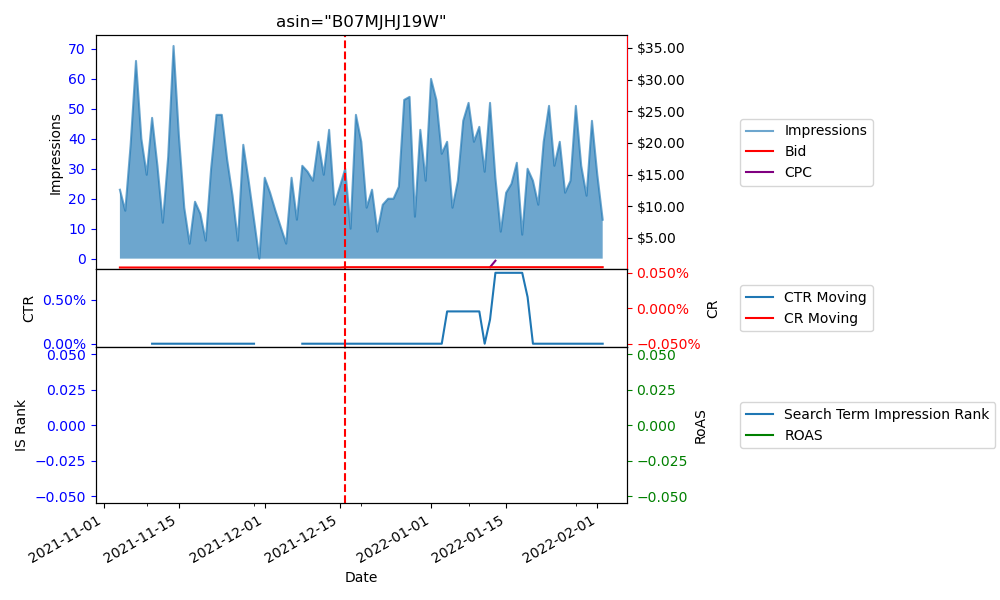 asin="B07MJHJ19W"
70
60
50
40
30
20
10
0
Impressions
$35.00
$30.00
$25.00
$20.00
$15.00
$10.00
$5.00
Impressions
Bid
CPC
0.50%
0.00%
CTR
0.050%
0.000%
−0.050%
CR
CTR Moving
CR Moving
0.050
0.025
0.000
−0.025
−0.050
IS Rank
0.050
0.025
0.000
−0.025
−0.050
RoAS
Search Term Impression Rank
ROAS
2021-11-01
2021-11-15
2021-12-01
2021-12-15
2022-01-01
2022-01-15
2022-02-01
Date